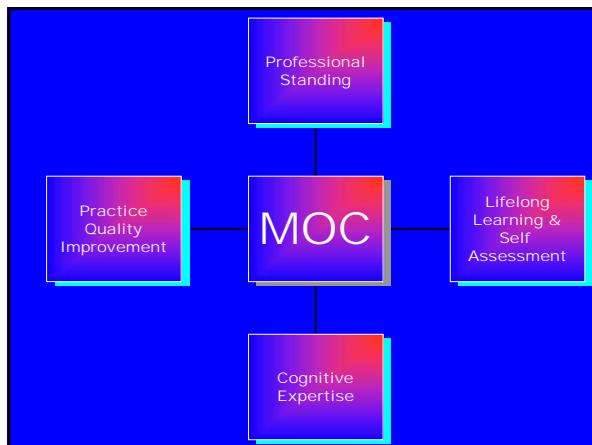 Professional
Standing
Practice
Quality
Improvement
MOC
Lifelong
Learning &
Self
Assessment
Cognitive
Expertise